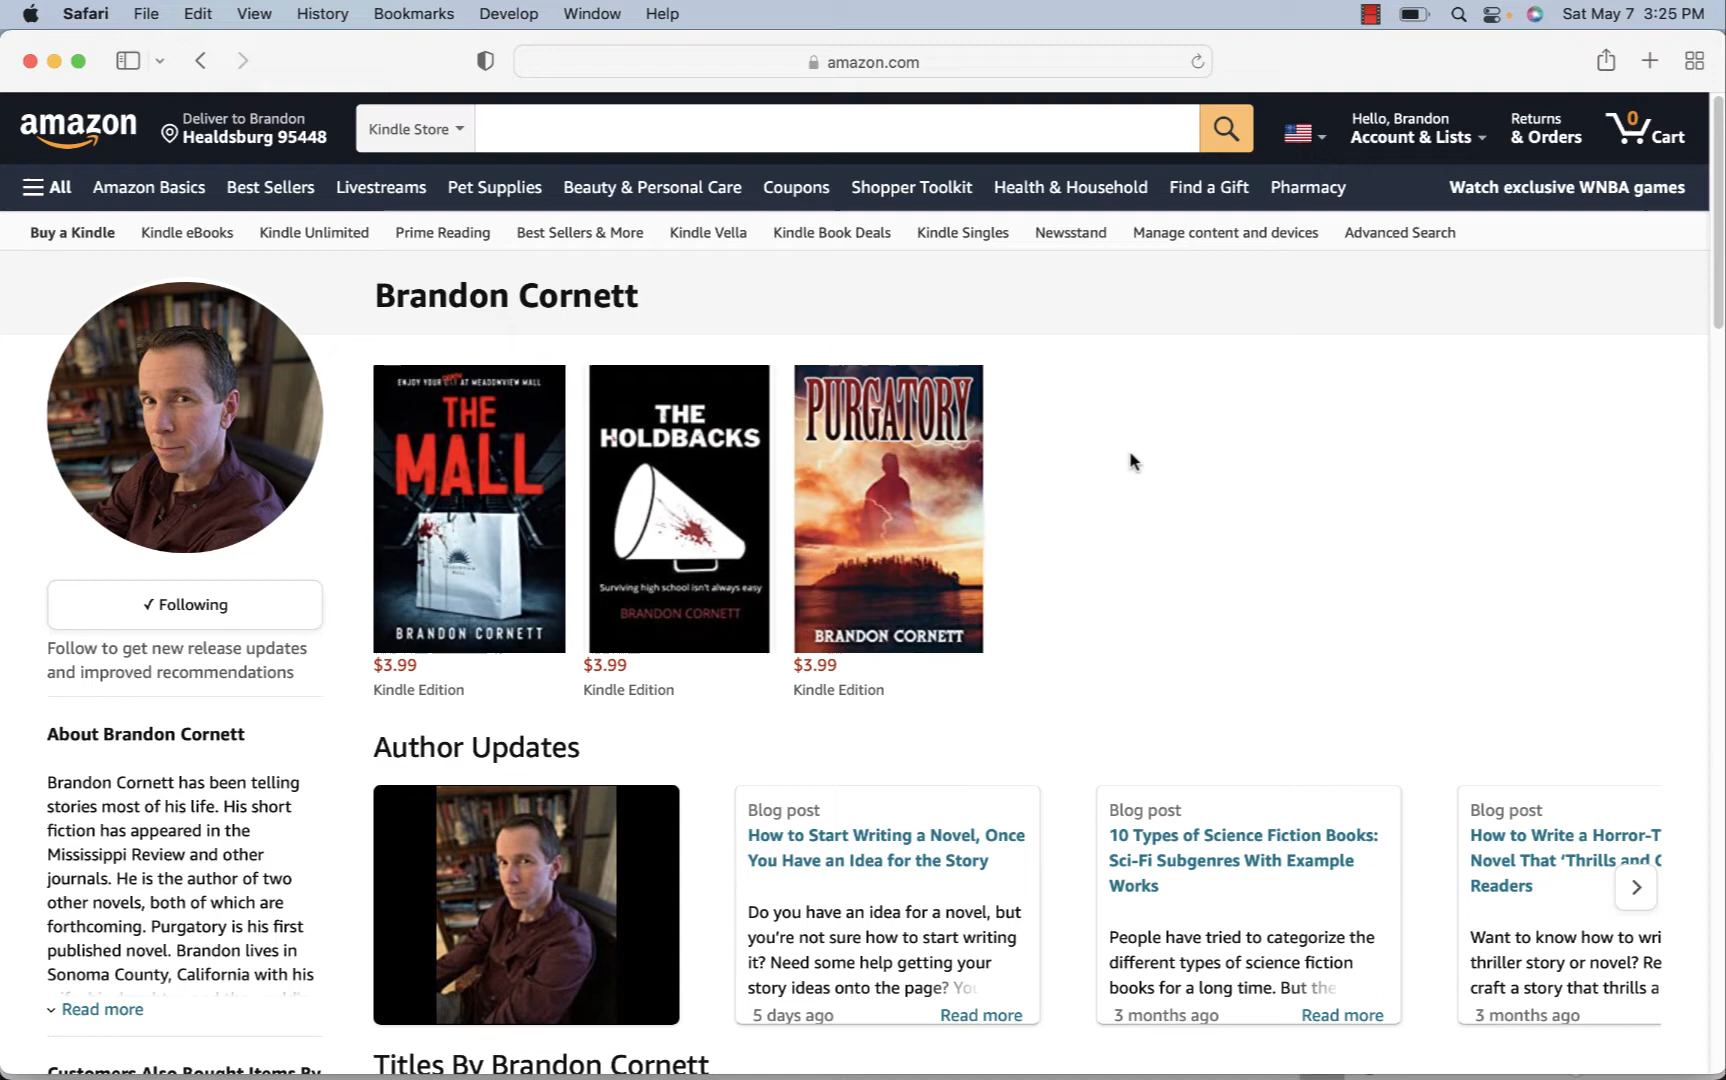 Safari File Edit View History Bookmarks Develop Window Help Sat May 7 3:25 PM
amazon.com
amazon
Deliver to Brandon
Healdsburg 95448
Kindle Store
Hello, Brandon
Account & Lists
Returns
& Orders
0
Cart
All Amazon Basics Best Sellers Livestreams Pet Supplies Beauty & Personal Care Coupons Shopper Toolkit Health & Household Find a Gift Pharmacy Watch exclusive WNBA games
Buy a Kindle Kindle eBooks Kindle Unlimited Prime Reading Best Sellers & More Kindle Vella Kindle Book Deals Kindle Singles Newsstand Manage content and devices Advanced Search
Brandon Cornett
ENJOY YOUR AT MEADOWVIEW MALL
THE
MALL
BRANDON CORNETT
$3.99
Kindle Edition
THE
HOLDBACKS
Surviving high school isn't always easy
BRANDON CORNETT
$3.99
Kindle Edition
PURGATORY
BRANDON CORNETT
$3.99
Kindle Edition
✓ Following
Follow to get new release updates
and improved recommendations
About Brandon Cornett
Brandon Cornett has been telling
stories most of his life. His short
fiction has appeared in the
Mississippi Review and other
journals. He is the author of two
other novels, both of which are
forthcoming. Purgatory is his first
published novel. Brandon lives in
Sonoma County, California with his
Read more
Customers Also Bought Items By
Author Updates
Blog post
How to Start Writing a Novel, Once
You Have an Idea for the Story
Do you have an idea for a novel, but
you're not sure how to start writing
it? Need some help getting your
story ideas onto the page? You
5 days ago Read more
Blog post
10 Types of Science Fiction Books:
Sci-Fi Subgenres With Example
Works
People have tried to categorize the
different types of science fiction
books for a long time. But the
3 months ago Read more
Blog post
How to Write a Horror-T
Novel That 'Thrills and C
Readers
Want to know how to wri
thriller story or novel? Re
craft a story that thrills a
3 months ago
Titles By Brandon Cornett